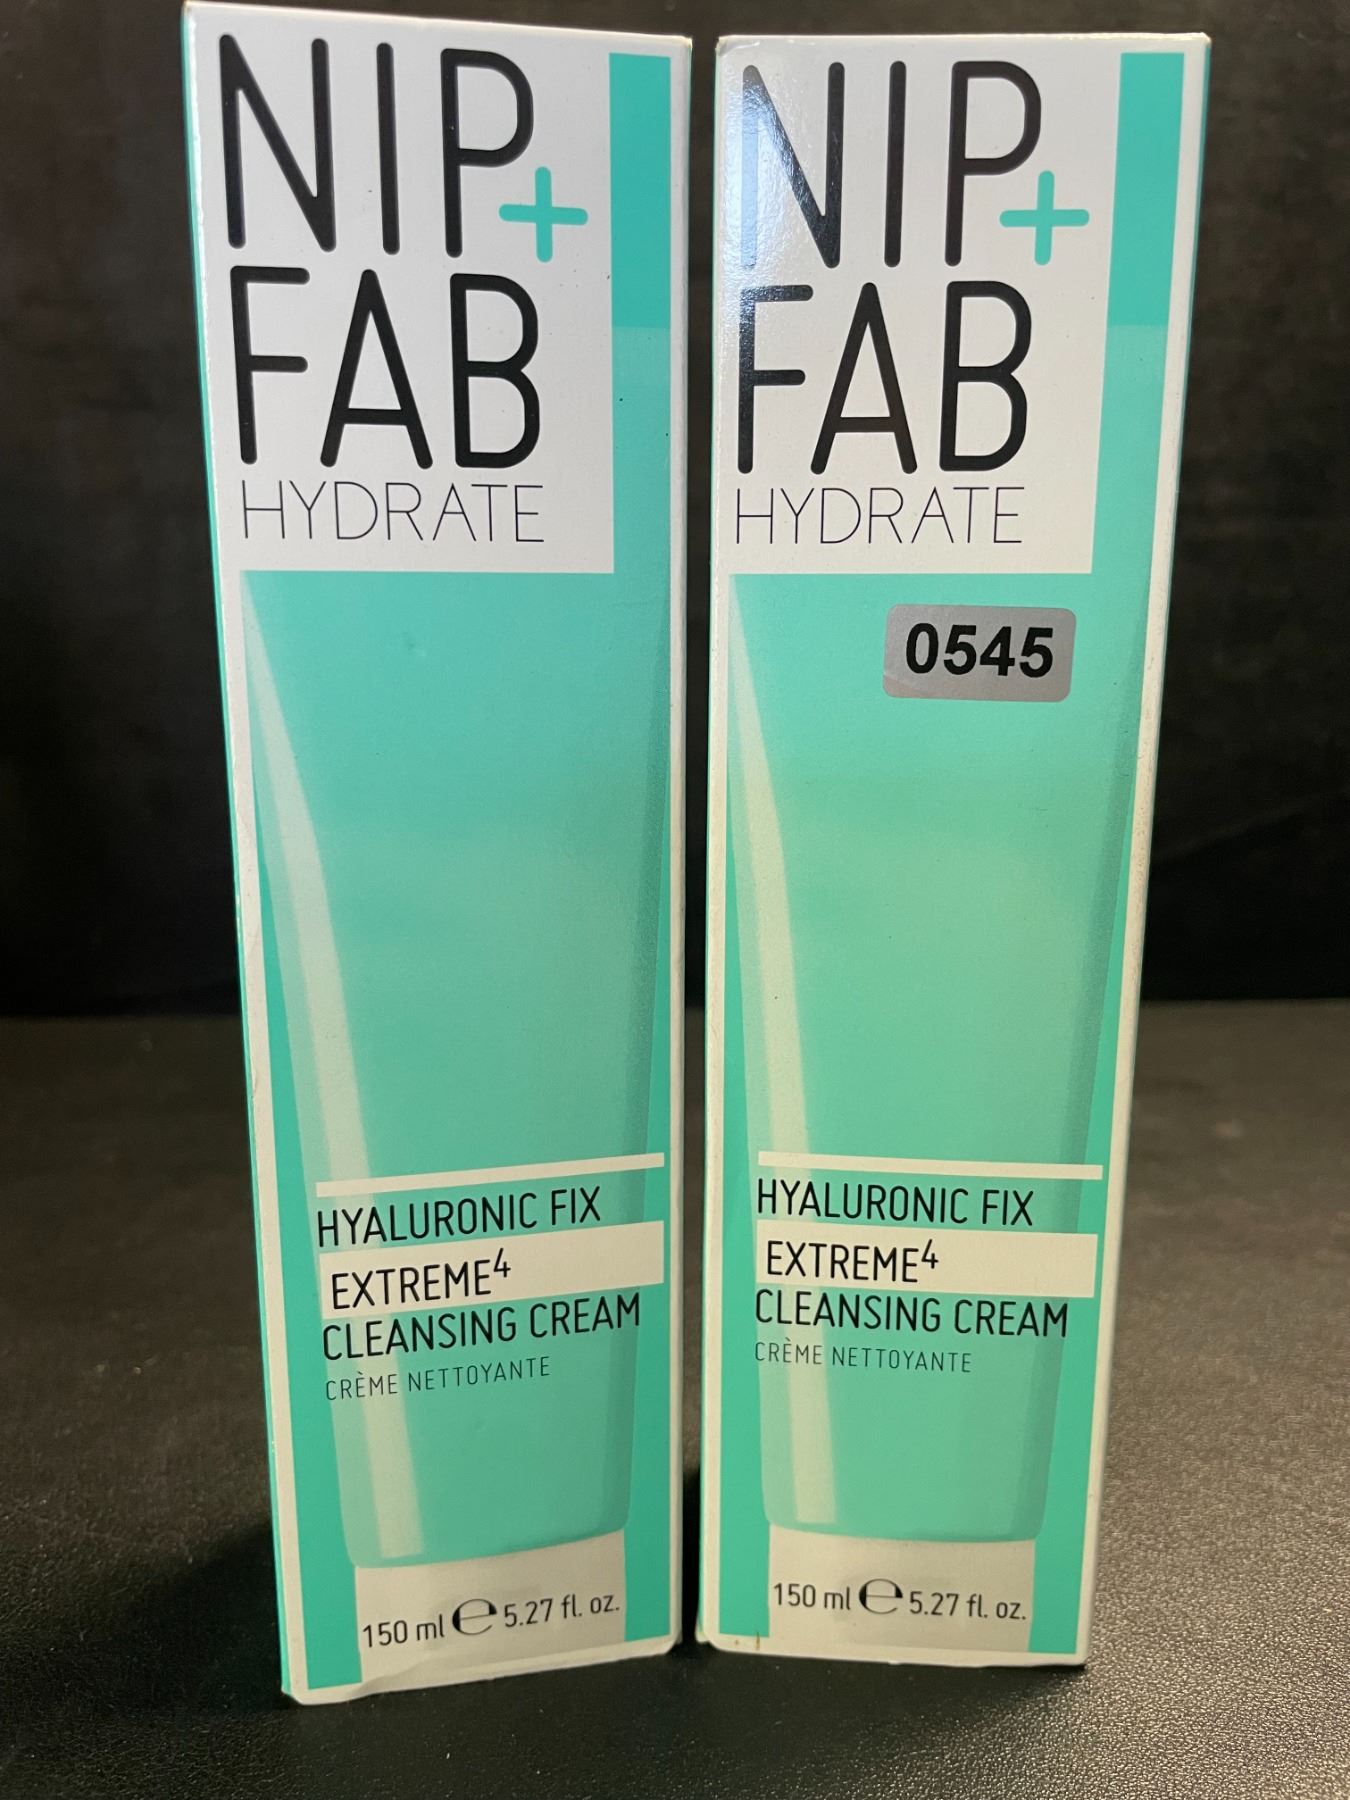 NIP+
FAB
HYDRATE
HYALURONIC FIX
EXTREME⁴
CLEANSING CREAM
CRÈME NETTOYANTE
150 ml ℮ 5.27 fl. oz.
NIP+
FAB
HYDRATE
0545
HYALURONIC FIX
EXTREME⁴
CLEANSING CREAM
CRÈME NETTOYANTE
150 ml ℮ 5.27 fl. oz.